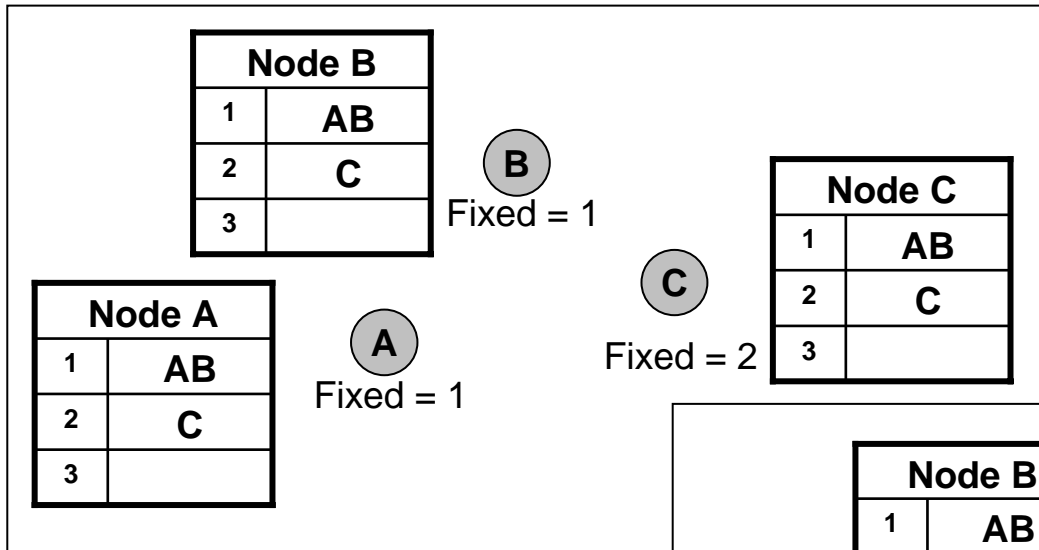 Node B
1 AB
2 C
3
B
Fixed = 1
Node C
1 AB
2 C
3
C
Fixed = 2
Node A
1 AB
2 C
3
A
Fixed = 1
Node B
1 AB